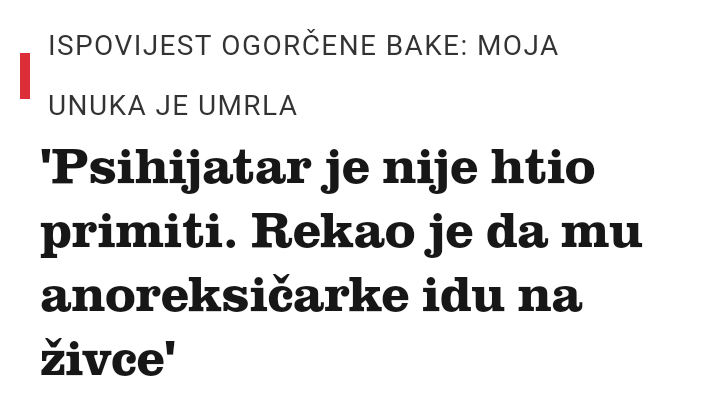 ISPOVIJEST OGORČENE BAKE: MOJA
UNUKA JE UMRLA
'Psihijatar je nije htio
primiti. Rekao je da mu
anoreksičarke idu na
živce'